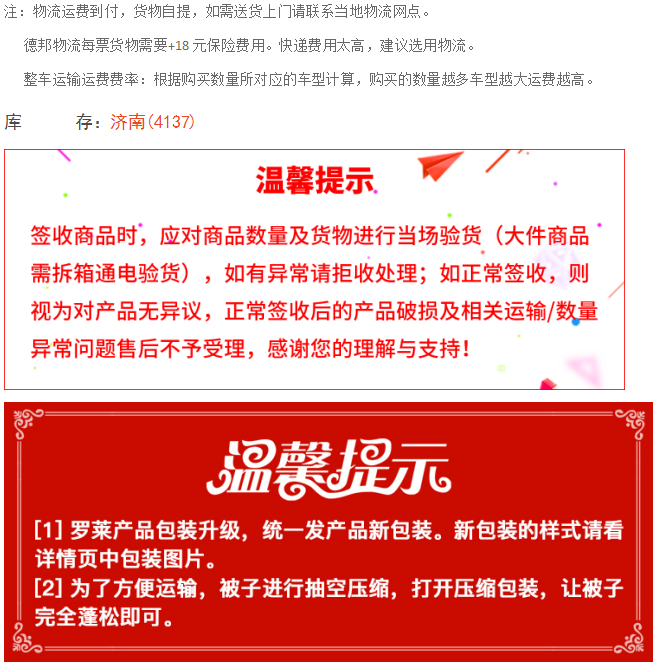 注：物流运费到付，货物自提，如需送货上门请联系当地物流网点。
德邦物流每票货物需要+18元保险费用。快递费用太高，建议选用物流。
整车运输运费费率：根据购买数量所对应的车型计算，购买的数量越多车型越大运费越高。
库 存：济南(4137)
温馨提示
签收商品时，应对商品数量及货物进行当场验货（大件商品
需拆箱通电验货），如有异常请拒收处理；如正常签收，则
视为对产品无异议，正常签收后的产品破损及相关运输/数量
异常问题售后不予受理，感谢您的理解与支持！
温馨提示
[1] 罗莱产品包装升级，统一发产品新包装。新包装的样式请看
详情页中包装图片。
[2] 为了方便运输，被子进行抽空压缩，打开压缩包装，让被子
完全蓬松即可。